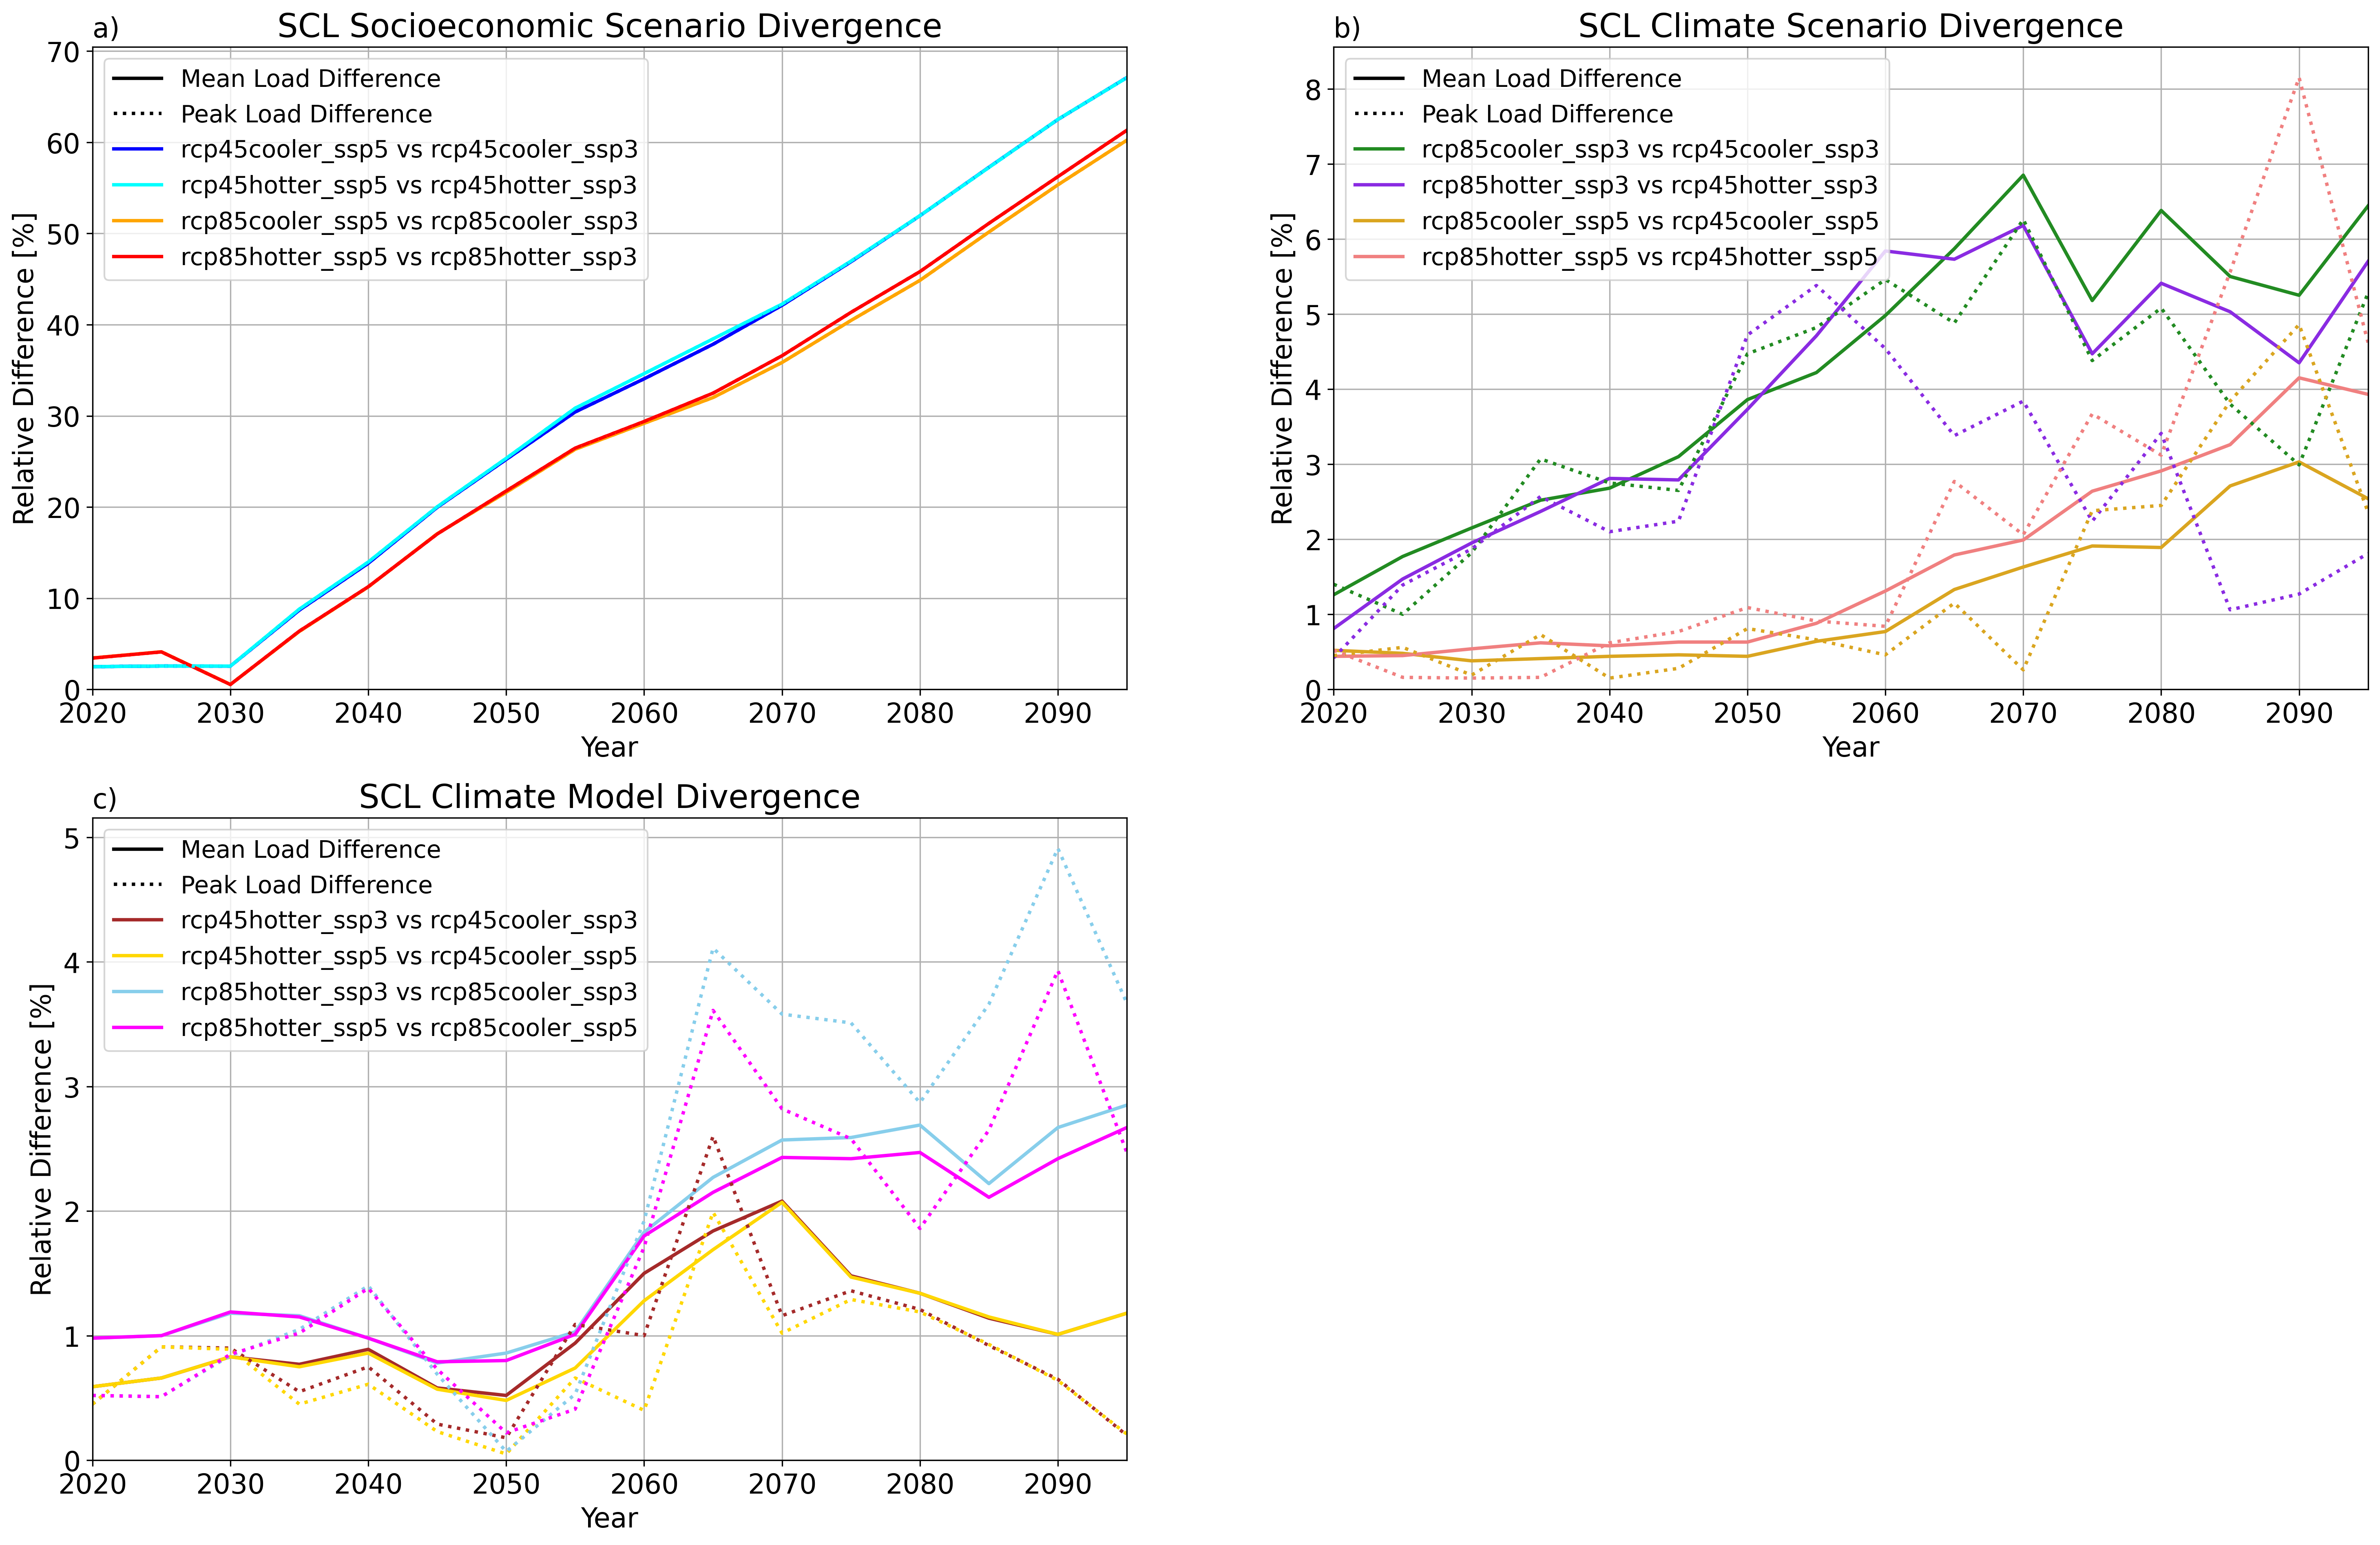 a)
SCL Socioeconomic Scenario Divergence
Relative Difference [%]
70
60
50
40
30
20
10
0
Mean Load Difference
Peak Load Difference
rcp45cooler_ssp5 vs rcp45cooler_ssp3
rcp45hotter_ssp5 vs rcp45hotter_ssp3
rcp85cooler_ssp5 vs rcp85cooler_ssp3
rcp85hotter_ssp5 vs rcp85hotter_ssp3
2020 2030 2040 2050 2060 2070 2080 2090
Year
b)
SCL Climate Scenario Divergence
Relative Difference [%]
8
7
6
5
4
3
2
1
0
Mean Load Difference
Peak Load Difference
rcp85cooler_ssp3 vs rcp45cooler_ssp3
rcp85hotter_ssp3 vs rcp45hotter_ssp3
rcp85cooler_ssp5 vs rcp45cooler_ssp5
rcp85hotter_ssp5 vs rcp45hotter_ssp5
2020 2030 2040 2050 2060 2070 2080 2090
Year
c)
SCL Climate Model Divergence
Relative Difference [%]
5
4
3
2
1
0
Mean Load Difference
Peak Load Difference
rcp45hotter_ssp3 vs rcp45cooler_ssp3
rcp45hotter_ssp5 vs rcp45cooler_ssp5
rcp85hotter_ssp3 vs rcp85cooler_ssp3
rcp85hotter_ssp5 vs rcp85cooler_ssp5
2020 2030 2040 2050 2060 2070 2080 2090
Year